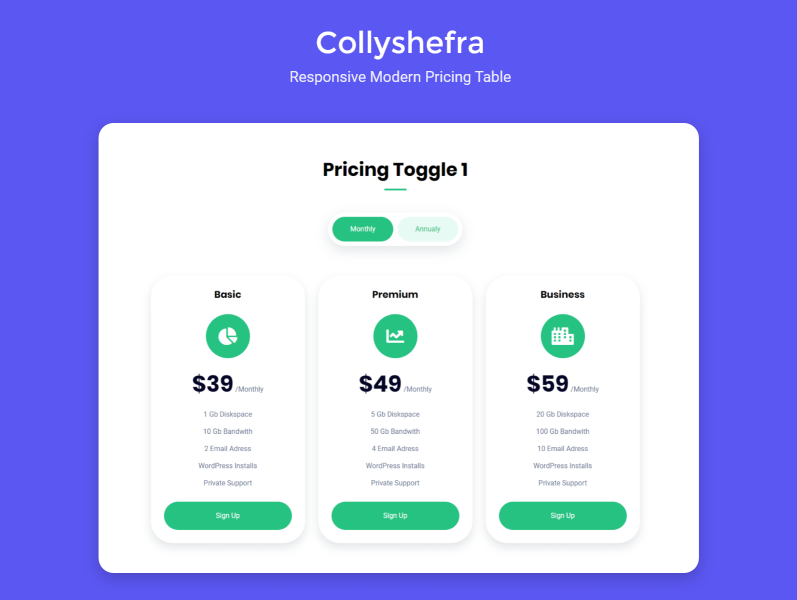 Collyshefra
Responsive Modern Pricing Table
Pricing Toggle 1
Monthly Annualy
Basic
$39 /Monthly
1 Gb Diskspace
10 Gb Bandwith
2 Email Adress
WordPress Installs
Private Support
Sign Up
Premium
$49 /Monthly
5 Gb Diskspace
50 Gb Bandwith
4 Email Adress
WordPress Installs
Private Support
Sign Up
Business
$59 /Monthly
20 Gb Diskspace
100 Gb Bandwith
10 Email Adress
WordPress Installs
Private Support
Sign Up